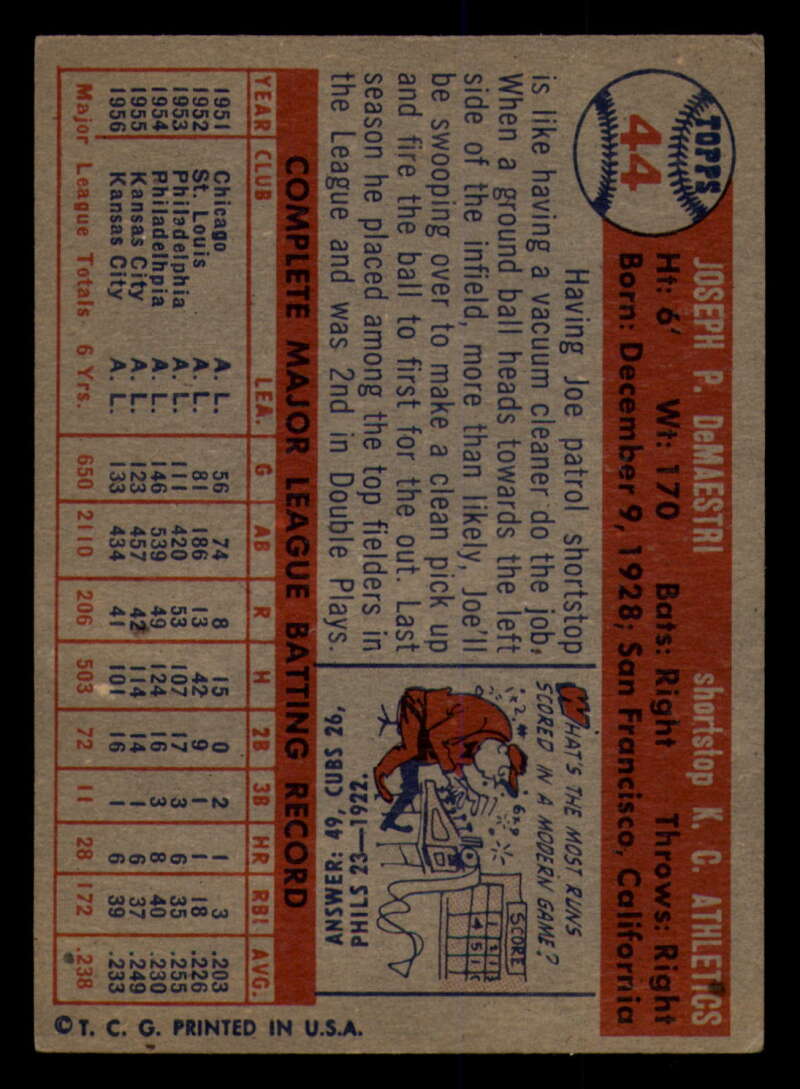 TOPPS
44
JOSEPH P. DeMAESTRI shortstop K. C. ATHLETICS
Ht: 6' Wt: 170 Bats: Right Throws: Right
Born: December 9, 1928; San Francisco, California
Having Joe patrol shortstop
is like having a vacuum cleaner do the job.
When a ground ball heads towards the left
side of the infield, more than likely, Joe'll
be swooping over to make a clean pick up
and fire the ball to first for the out. Last
season he placed among the top fielders in
the League and was 2nd in Double Plays.
WHAT'S THE MOST RUNS
SCORED IN A MODERN GAME?
SCORE
ANSWER: 49, CUBS 26,
PHILS 23—1922.
COMPLETE MAJOR LEAGUE BATTING RECORD
YEAR CLUB LEA. G AB R H 2B 3B HR RBI AVG.
1951 Chicago A. L. 56 74 8 15 0 2 1 3 .203
1952 St. Louis A. L. 81 186 13 42 9 1 1 18 .226
1953 Philadelphia A. L. 111 420 53 107 17 3 6 35 .255
1954 Philadelhpia A. L. 146 539 49 124 16 3 8 40 .230
1955 Kansas City A. L. 123 457 42 114 14 1 6 37 .249
1956 Kansas City A. L. 133 434 41 101 16 1 6 39 .233
Major League Totals 6 Yrs. 650 2110 206 503 72 11 28 172 .238
© T. C. G. PRINTED IN U.S.A.